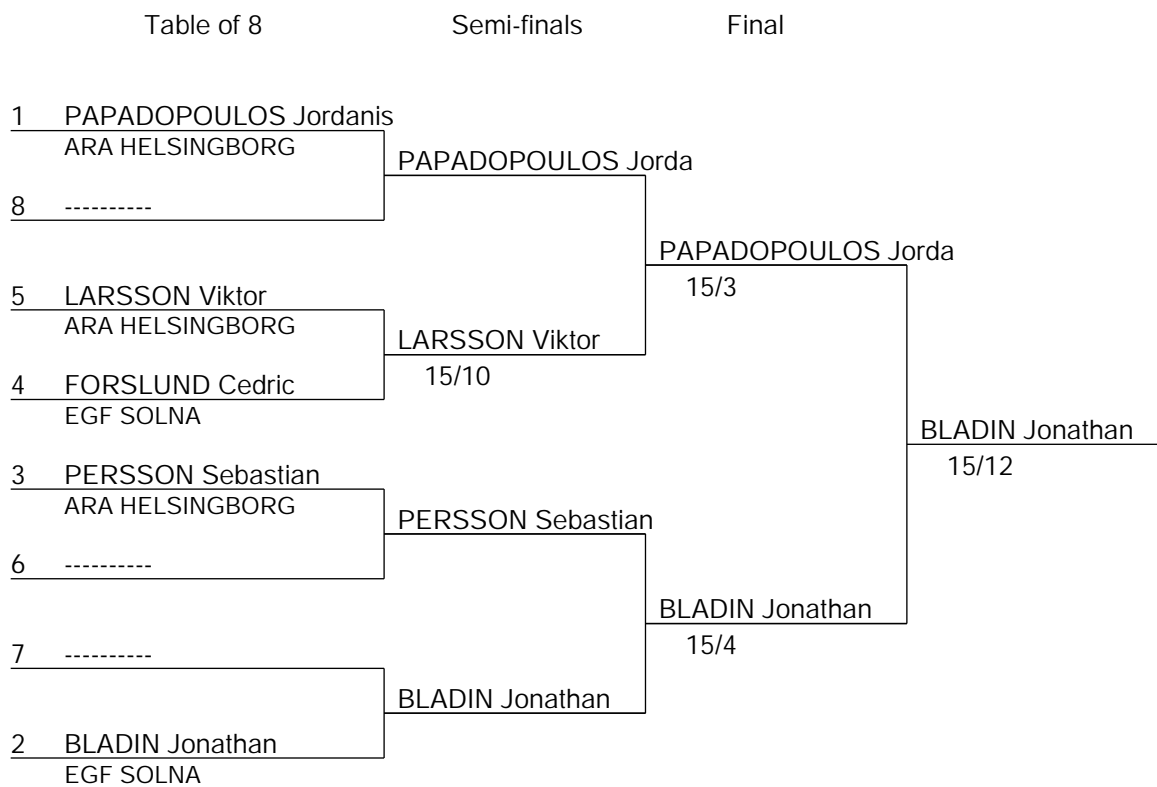 Table of 8 Semi-finals Final
1 PAPADOPOULOS Jordanis
ARA HELSINGBORG
PAPADOPOULOS Jorda
8 ----------
PAPADOPOULOS Jorda
15/3
5 LARSSON Viktor
ARA HELSINGBORG
LARSSON Viktor
15/10
4 FORSLUND Cedric
EGF SOLNA
BLADIN Jonathan
15/12
3 PERSSON Sebastian
ARA HELSINGBORG
PERSSON Sebastian
6 ----------
BLADIN Jonathan
15/4
7 ----------
BLADIN Jonathan
2 BLADIN Jonathan
EGF SOLNA